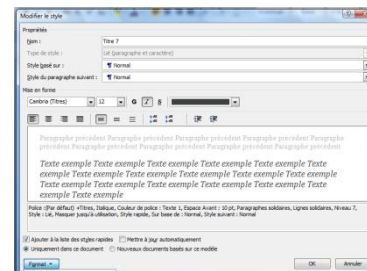 Modifier le style
Propriétés
Nom : Titre 7
Type de style : Lié (paragraphe et caractère)
Style basé sur : ¶ Normal
Style du paragraphe suivant : ¶ Normal
Mise en forme
Cambria (Titres) 12 G I S
Paragraphe précédent Paragraphe précédent Paragraphe précédent Paragraphe précédent
Paragraphe précédent Paragraphe précédent Paragraphe précédent Paragraphe précédent
Texte exemple Texte exemple Texte exemple Texte exemple Texte exemple Texte
exemple Texte exemple Texte exemple Texte exemple Texte exemple Texte exemple
Texte exemple Texte exemple Texte exemple Texte exemple Texte exemple Texte
exemple Texte exemple
Police :(Par défaut) +Titres, Italique, Couleur de police : Texte 1, Espace Avant : 10 pt, Paragraphes solidaires, Lignes solidaires, Niveau 7,
Style : Lié, Masquer jusqu'à utilisation, Style rapide, Sur base de : Normal, Style suivant : Normal
Ajouter à la liste des styles rapides Mettre à jour automatiquement
Uniquement dans ce document Nouveaux documents basés sur ce modèle
Format OK Annuler